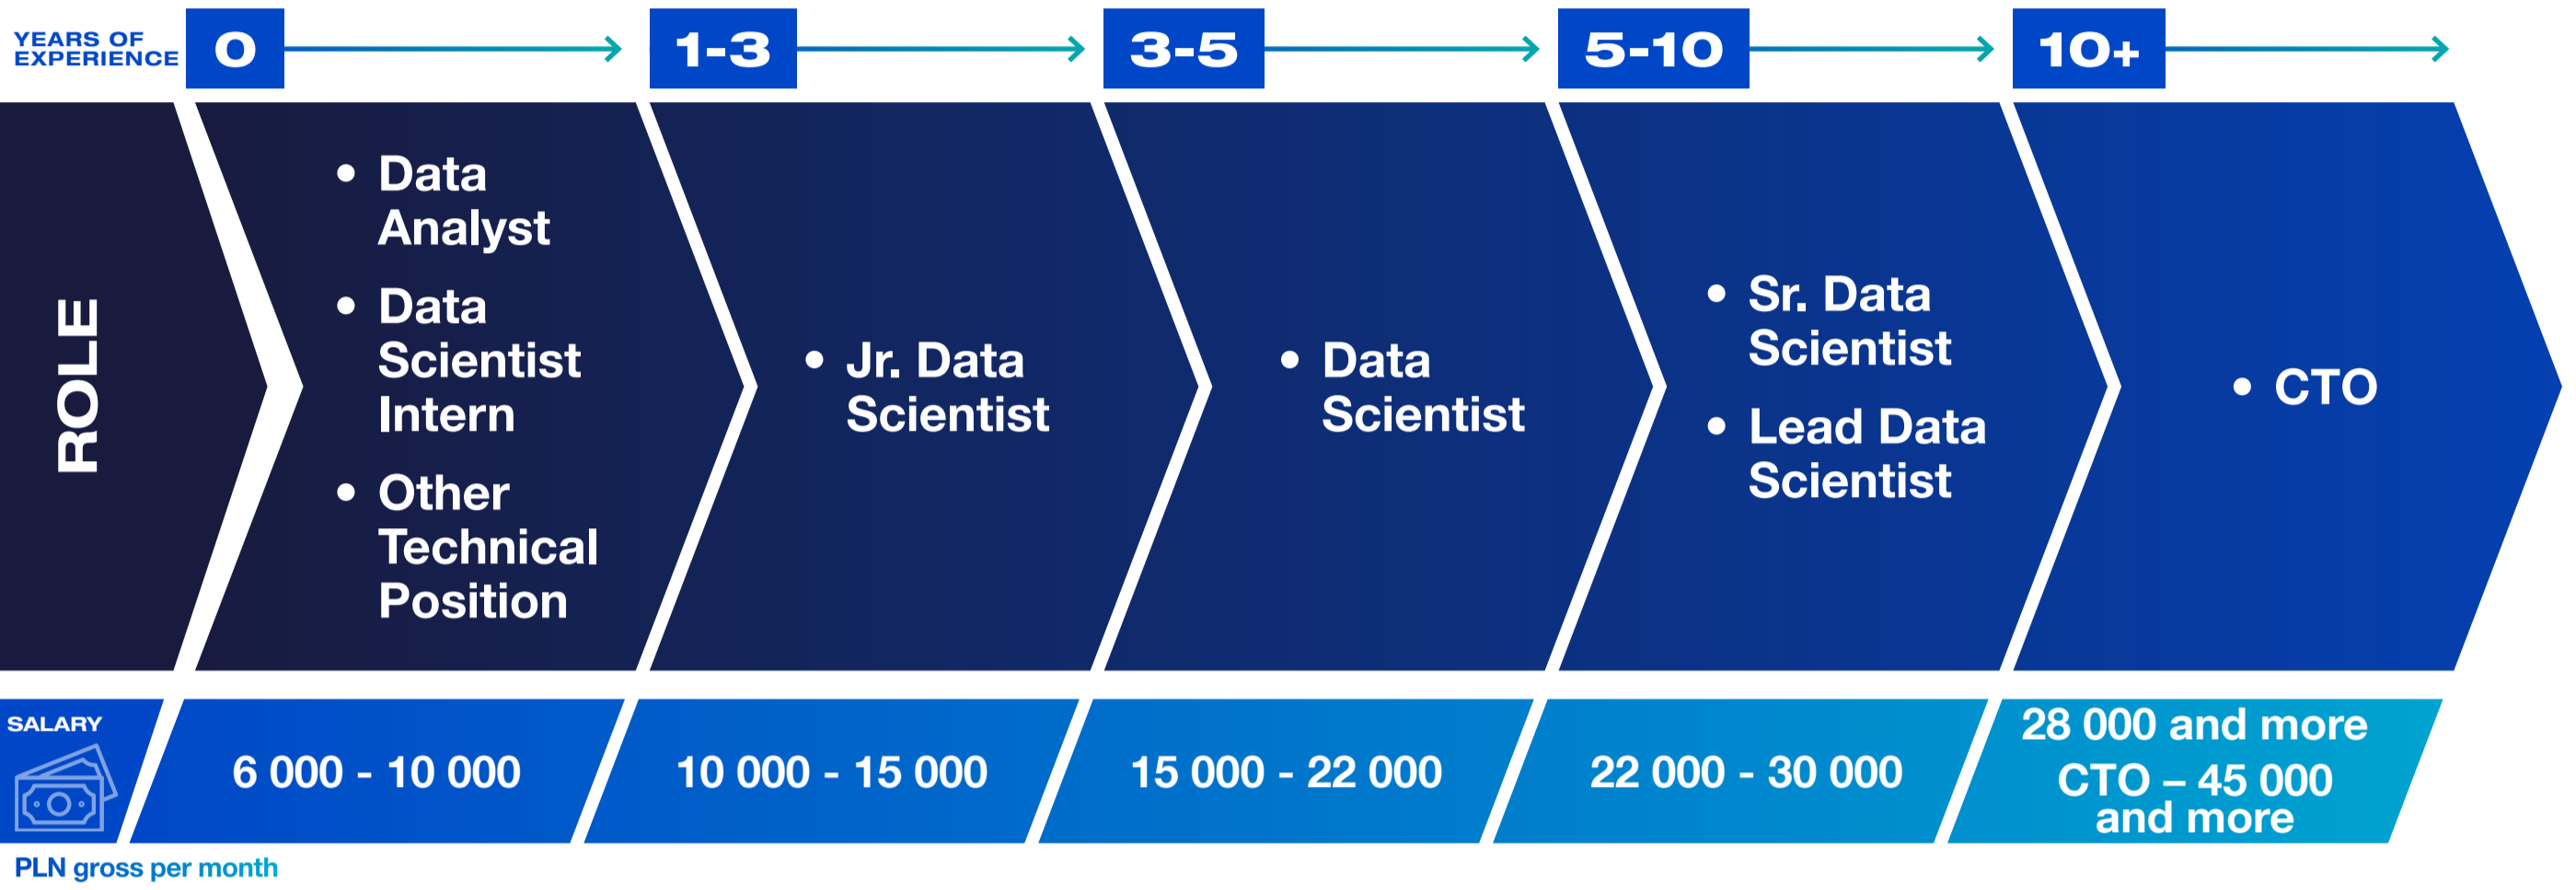 YEARS OF
EXPERIENCE
0
1-3
3-5
5-10
10+
ROLE
• Data
Analyst
• Data
Scientist
Intern
• Other
Technical
Position
• Jr. Data
Scientist
• Data
Scientist
• Sr. Data
Scientist
• Lead Data
Scientist
• CTO
SALARY
6 000 - 10 000
10 000 - 15 000
15 000 - 22 000
22 000 - 30 000
28 000 and more
CTO – 45 000
and more
PLN gross per month